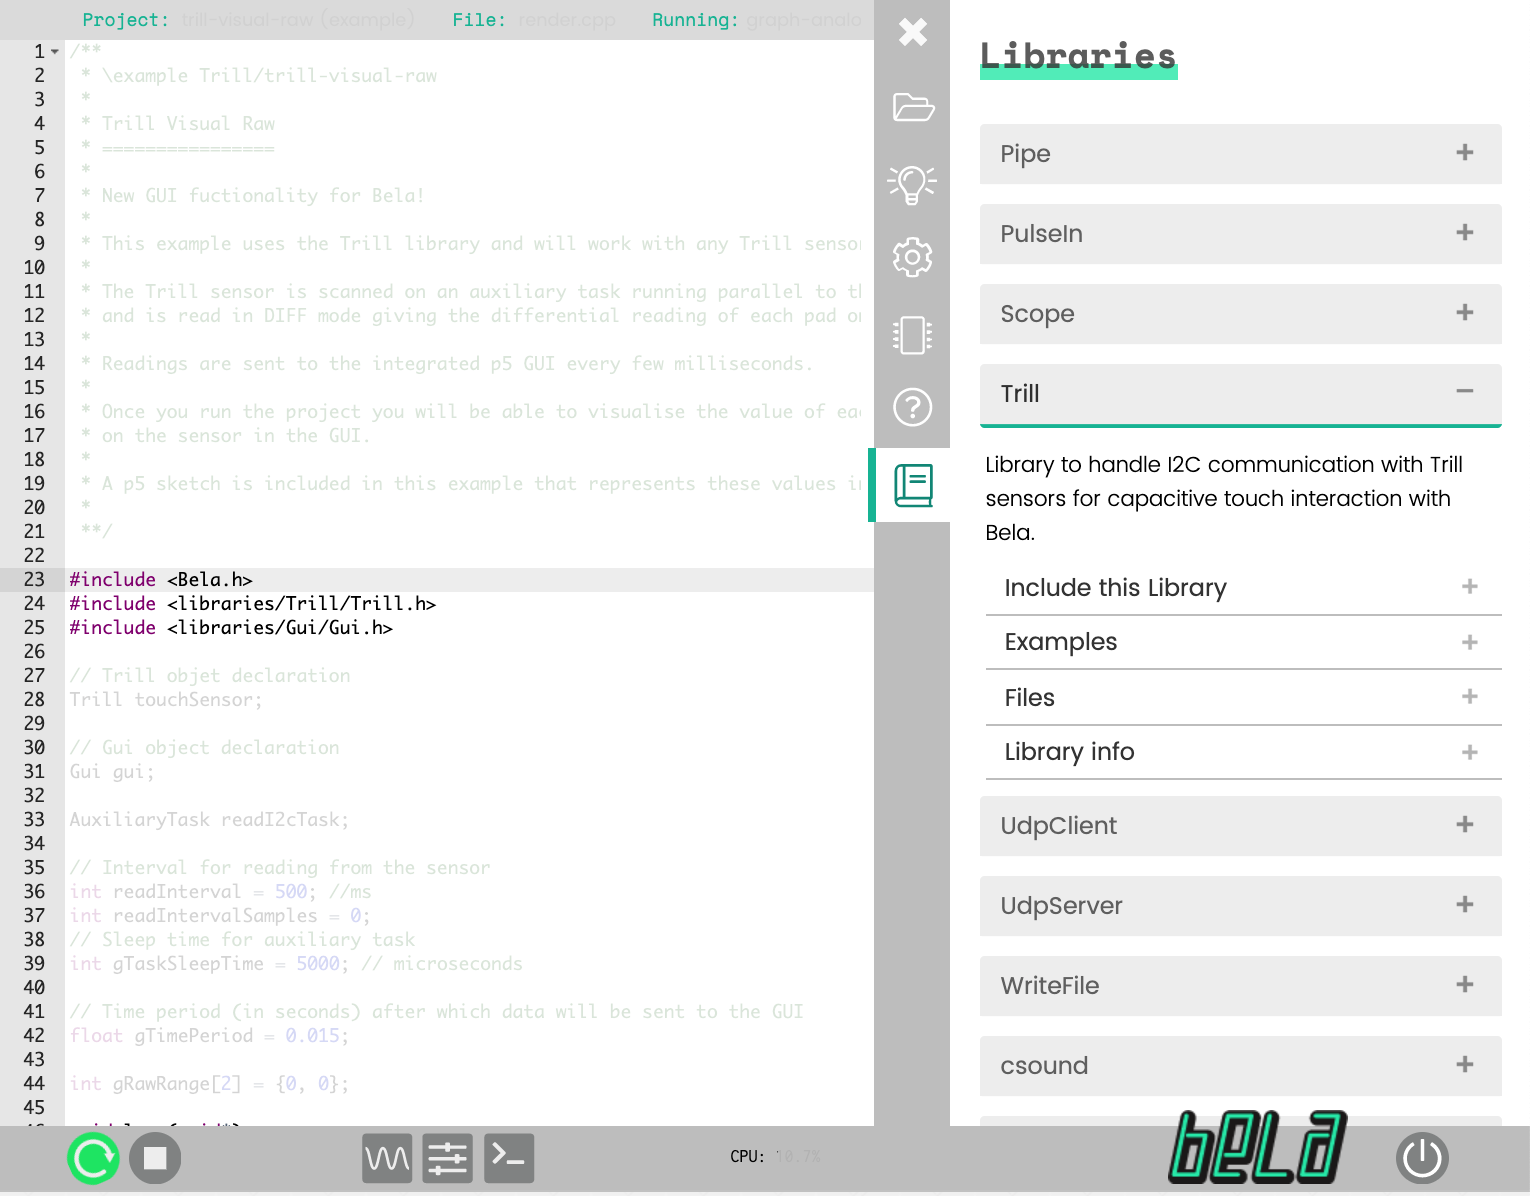 Project: trill-visual-raw (example) File: render.cpp Running: graph-analo
1 /**
2 * \example Trill/trill-visual-raw
3 *
4 * Trill Visual Raw
5 * ================
6 *
7 * New GUI fuctionality for Bela!
8 *
9 * This example uses the Trill library and will work with any Trill sensor
10 *
11 * The Trill sensor is scanned on an auxiliary task running parallel to th
12 * and is read in DIFF mode giving the differential reading of each pad on
13 *
14 * Readings are sent to the integrated p5 GUI every few milliseconds.
15 *
16 * Once you run the project you will be able to visualise the value of eac
17 * on the sensor in the GUI.
18 *
19 * A p5 sketch is included in this example that represents these values in
20 *
21 **/
22
23 #include <Bela.h>
24 #include <libraries/Trill/Trill.h>
25 #include <libraries/Gui/Gui.h>
26
27 // Trill objet declaration
28 Trill touchSensor;
29
30 // Gui object declaration
31 Gui gui;
32
33 AuxiliaryTask readI2cTask;
34
35 // Interval for reading from the sensor
36 int readInterval = 500; //ms
37 int readIntervalSamples = 0;
38 // Sleep time for auxiliary task
39 int gTaskSleepTime = 5000; // microseconds
40
41 // Time period (in seconds) after which data will be sent to the GUI
42 float gTimePeriod = 0.015;
43
44 int gRawRange[2] = {0, 0};
45
CPU: 10.7%
Libraries
Pipe
PulseIn
Scope
Trill
Library to handle I2C communication with Trill
sensors for capacitive touch interaction with
Bela.
Include this Library
Examples
Files
Library info
UdpClient
UdpServer
WriteFile
csound
beLa